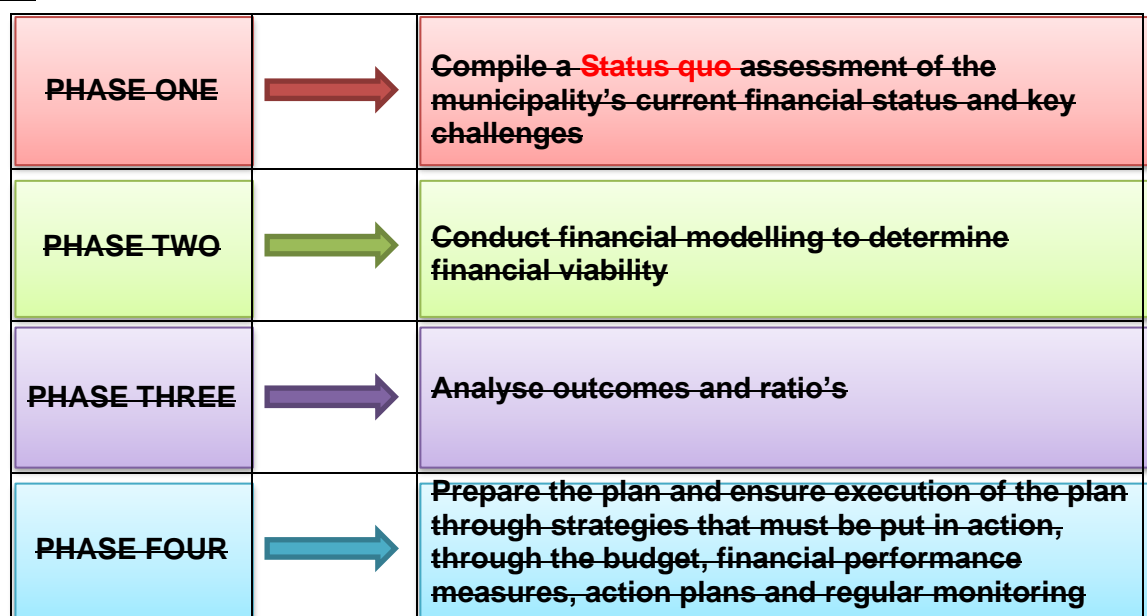 PHASE ONE
Compile a Status quo assessment of the
municipality’s current financial status and key
challenges
PHASE TWO
Conduct financial modelling to determine
financial viability
PHASE THREE
Analyse outcomes and ratio’s
PHASE FOUR
Prepare the plan and ensure execution of the plan
through strategies that must be put in action,
through the budget, financial performance
measures, action plans and regular monitoring